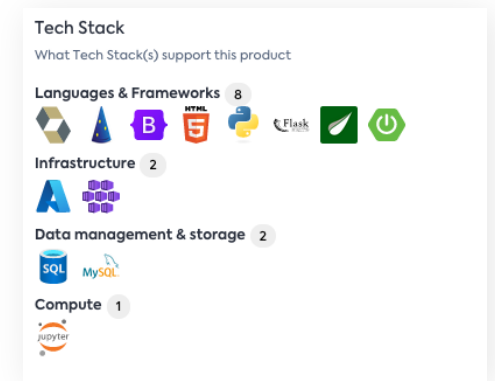 Tech Stack
What Tech Stack(s) support this product
Languages & Frameworks 8
B HTML 5 Flask
Infrastructure 2
Data management & storage 2
SQL MySQL
Compute 1
jupyter